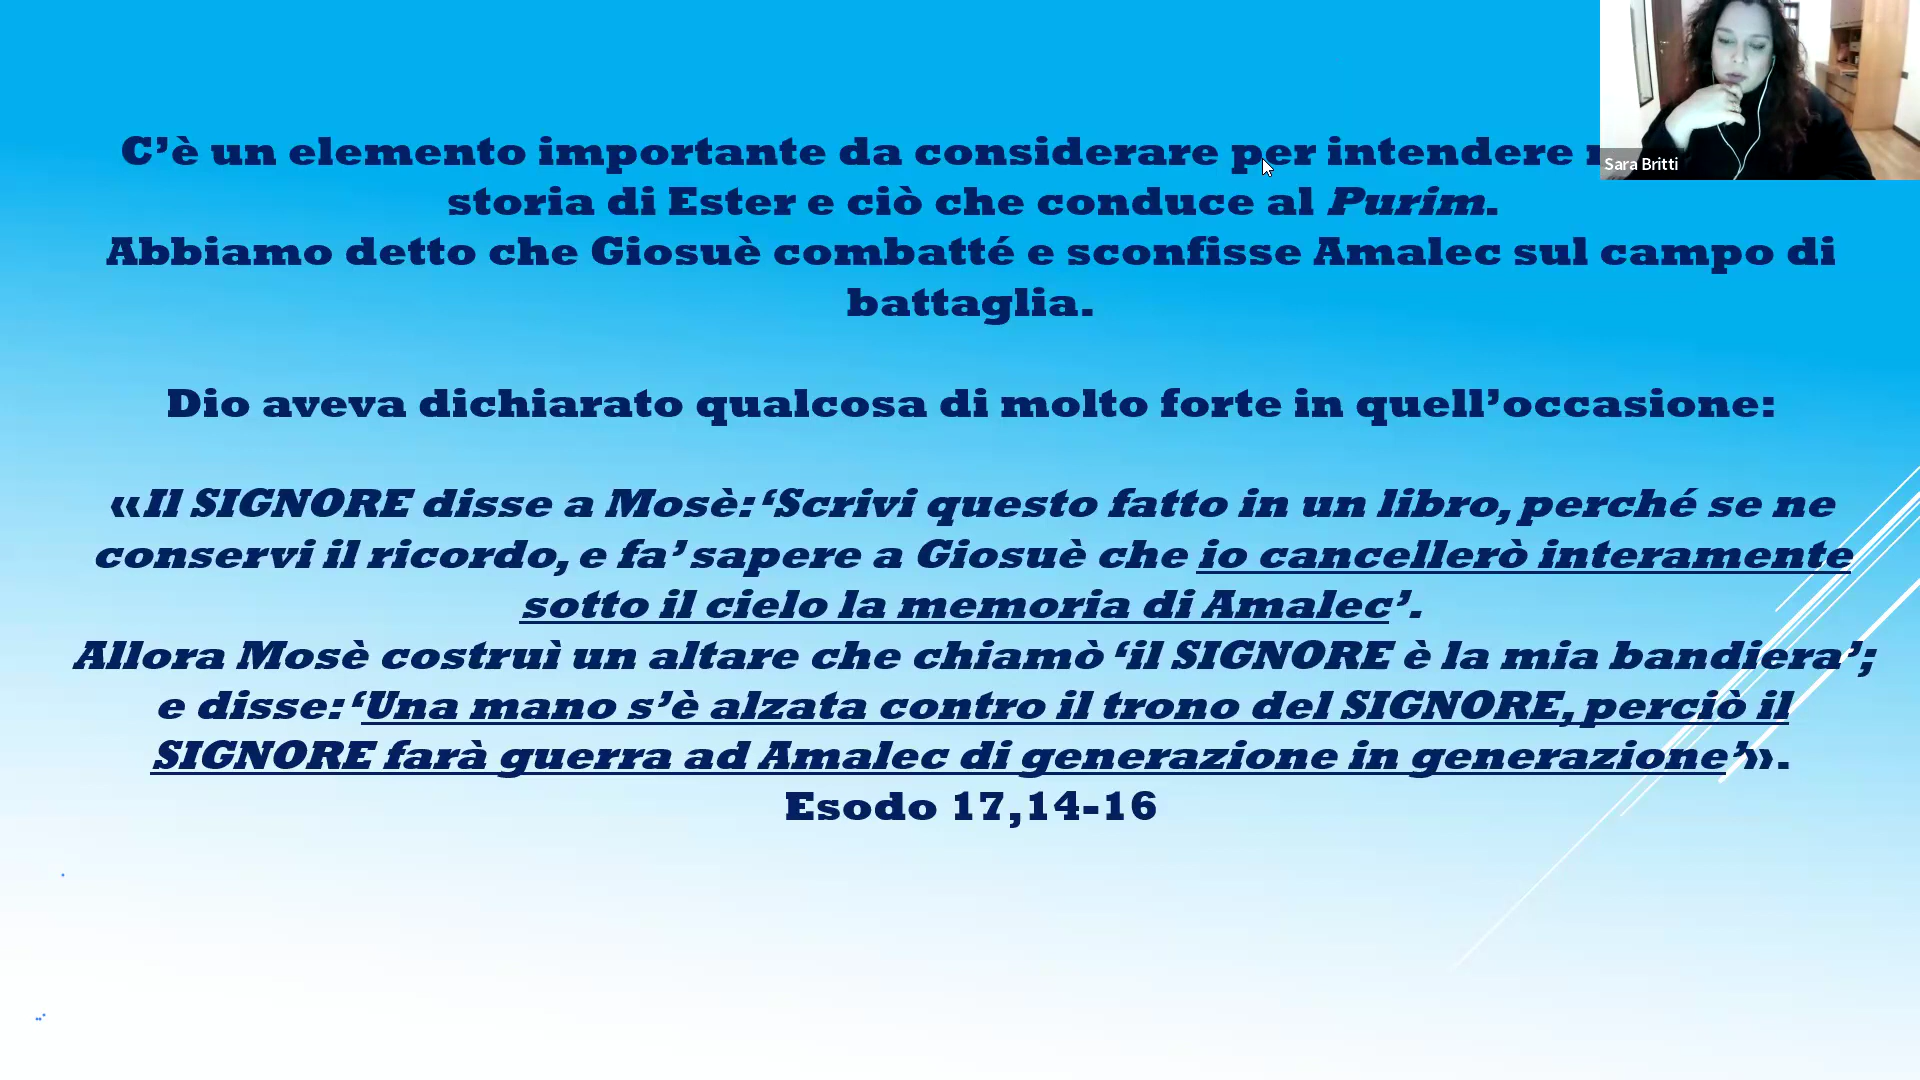 C’è un elemento importante da considerare per intendere
storia di Ester e ciò che conduce al Purim.
Abbiamo detto che Giosuè combatté e sconfisse Amalec sul campo di
battaglia.
Dio aveva dichiarato qualcosa di molto forte in quell’occasione:
«Il SIGNORE disse a Mosè: ‘Scrivi questo fatto in un libro, perché se ne
conservi il ricordo, e fa’ sapere a Giosuè che io cancellerò interamente
sotto il cielo la memoria di Amalec’.
Allora Mosè costruì un altare che chiamò ‘il SIGNORE è la mia bandiera’;
e disse: ‘Una mano s’è alzata contro il trono del SIGNORE, perciò il
SIGNORE farà guerra ad Amalec di generazione in generazione’».
Esodo 17,14-16
Sara Britti